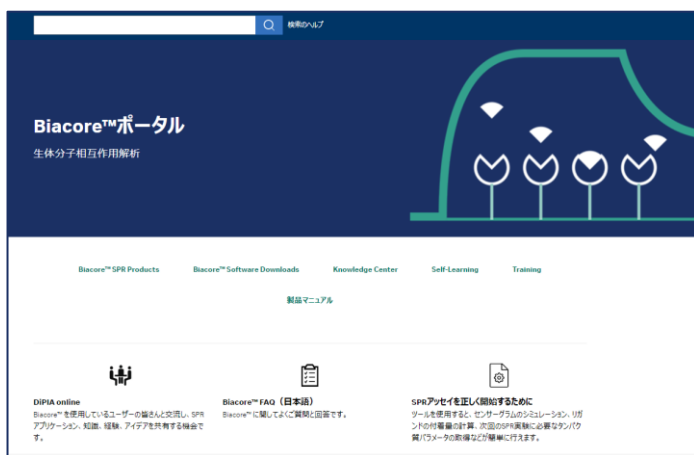 検索のヘルプ
Biacore™ポータル
生体分子相互作用解析
Biacore™ SPR Products
Biacore™ Software Downloads
Knowledge Center
Self-Learning
Training
製品マニュアル
DiPIA online
Biacore™ を使用しているユーザーの皆さんと交流し、SPR
アプリケーション、知識、経験、アイデアを共有する機会で
す。
Biacore™ FAQ（日本語）
Biacore™ に関してよくご質問と回答です。
SPRアッセイを正しく開始するために
ツールを使用すると、センサーグラムのシミュレーション、リガ
ンドの付着量の計算、次回のSPR実験に必要なタンパク
質パラメータの取得などが簡単に行えます。